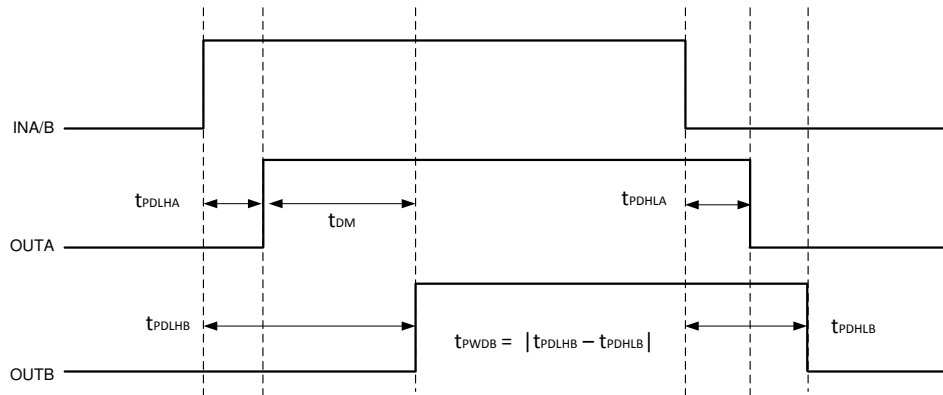 INA/B
tPDLHA
tDM
tPDHLA
OUTA
tPDLHB
tPWDB = |tPDLHB – tPDHLB|
tPDHLB
OUTB